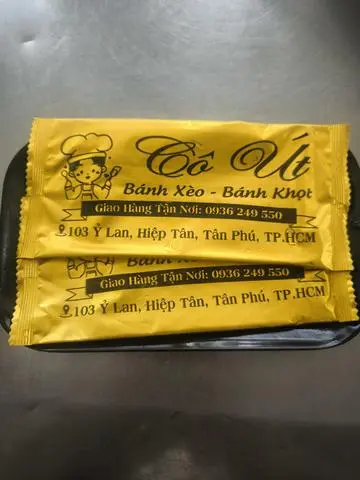 Cô Út
Bánh Xèo - Bánh Khọt
Giao Hàng Tận Nơi: 0936 249 550
103 Ỷ Lan, Hiệp Tân, Tân Phú, TP.HCM
Bánh
Giao Hàng Tận Nơi: 0936 249 550
103 Ỷ Lan, Hiệp Tân, Tân Phú, TP.HCM